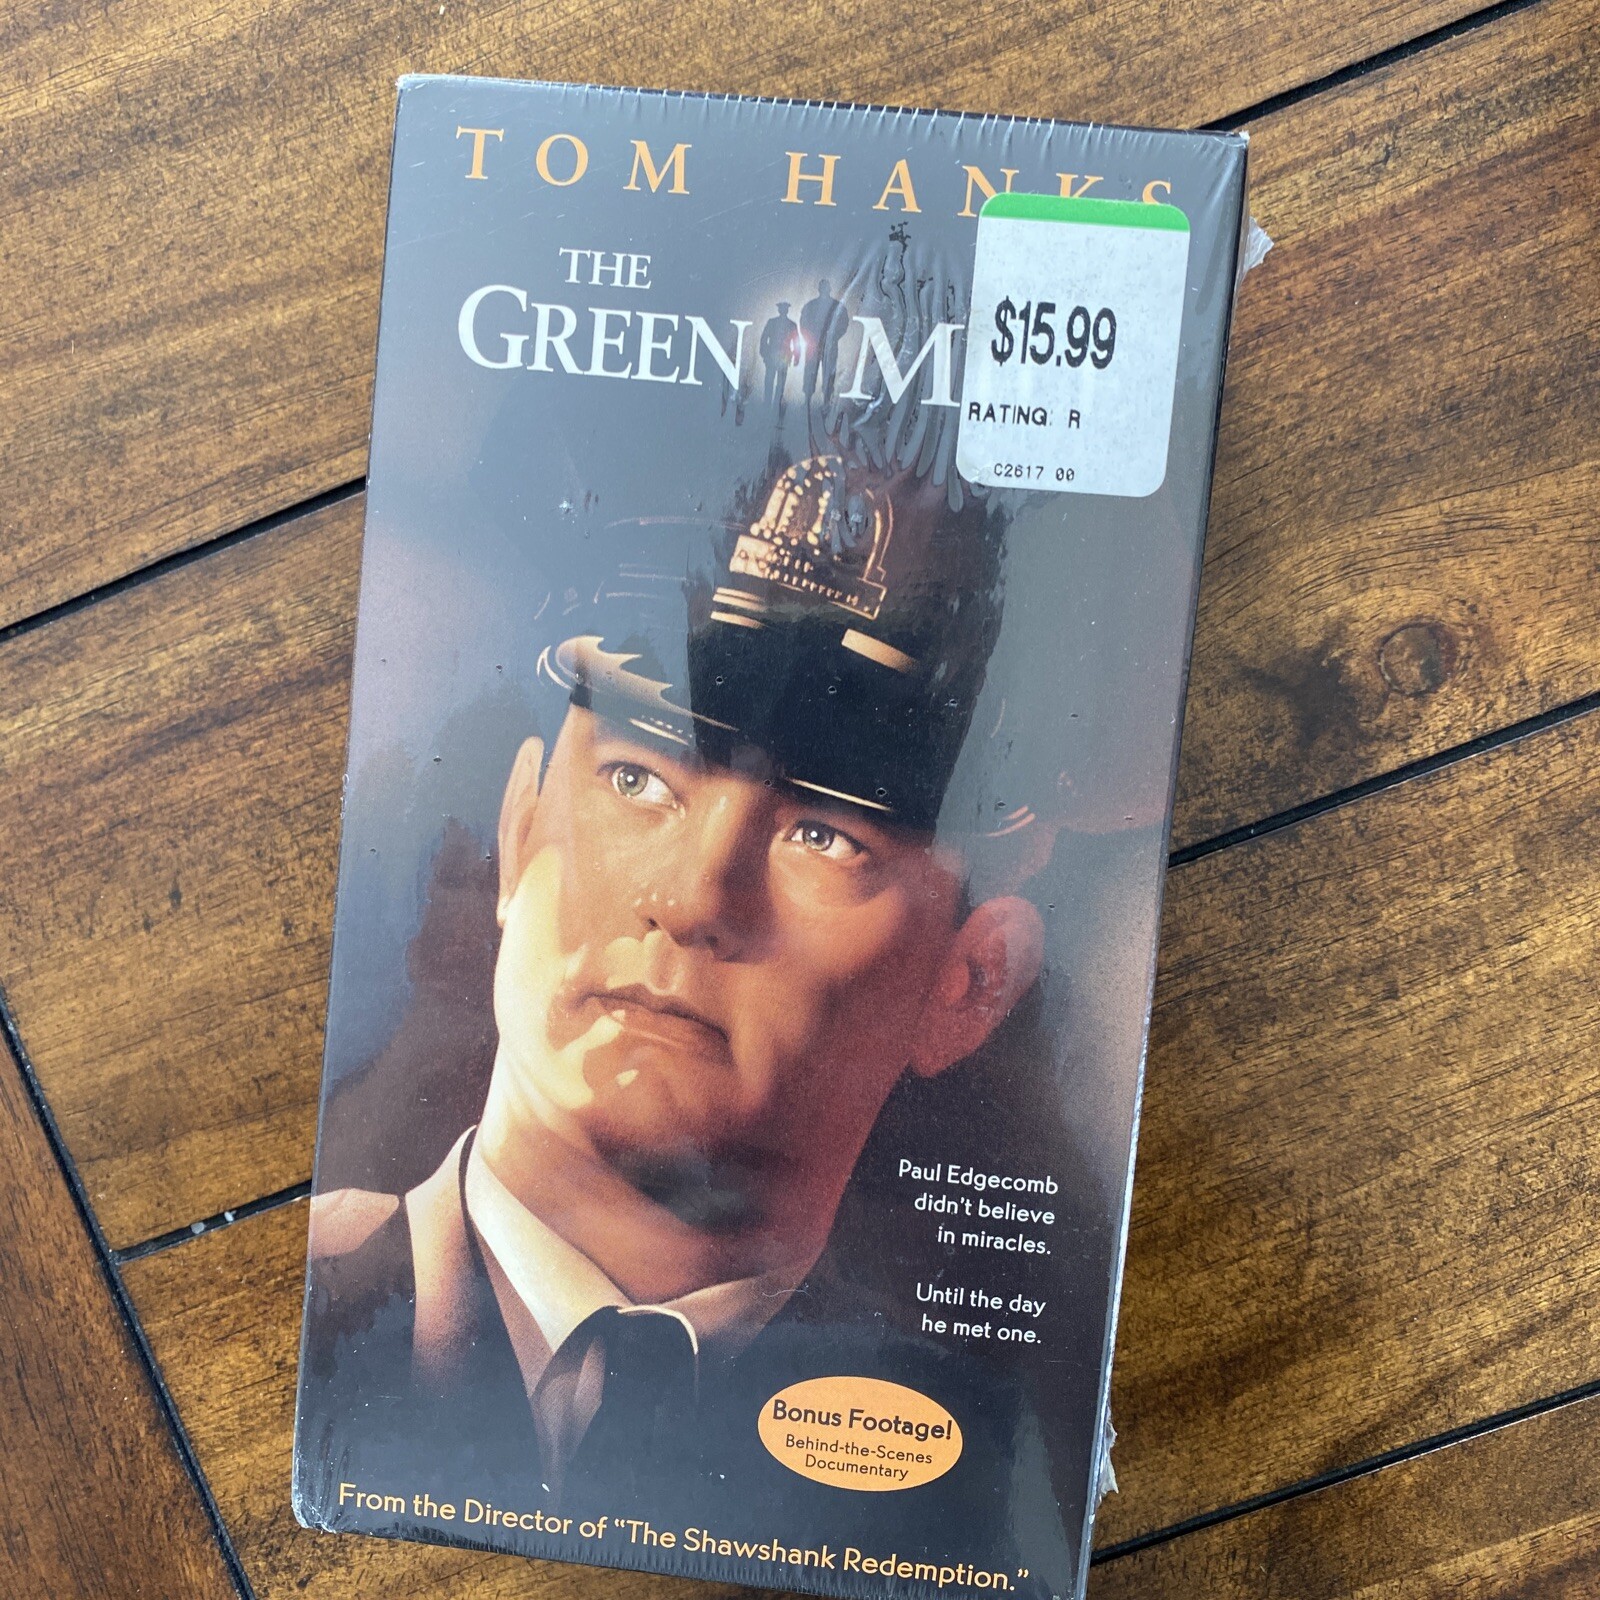 TOM HANKS
THE
GREEN M
$15.99
RATING: R
C2617 00
Paul Edgecomb
didn't believe
in miracles.
Until the day
he met one.
Bonus Footage!
Behind-the-Scenes
Documentary
From the Director of "The Shawshank Redemption."